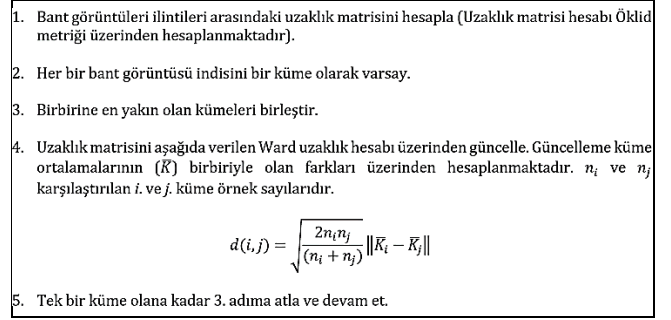 1. Bant görüntüleri ilintileri arasındaki uzaklık matrisini hesapla (Uzaklık matrisi hesabı Öklid
metriği üzerinden hesaplanmaktadır).
2. Her bir bant görüntüsü indisini bir küme olarak varsay.
3. Birbirine en yakın olan kümeleri birleştir.
4. Uzaklık matrisini aşağıda verilen Ward uzaklık hesabı üzerinden güncelle. Güncelleme küme
ortalamalarının (K̅) birbiriyle olan farkları üzerinden hesaplanmaktadır. nᵢ ve nⱼ
karşılaştırılan i. ve j. küme örnek sayılarıdır.
d(i,j) = √(2nᵢnⱼ / (nᵢ + nⱼ)) ‖K̅ᵢ − K̅ⱼ‖
5. Tek bir küme olana kadar 3. adıma atla ve devam et.